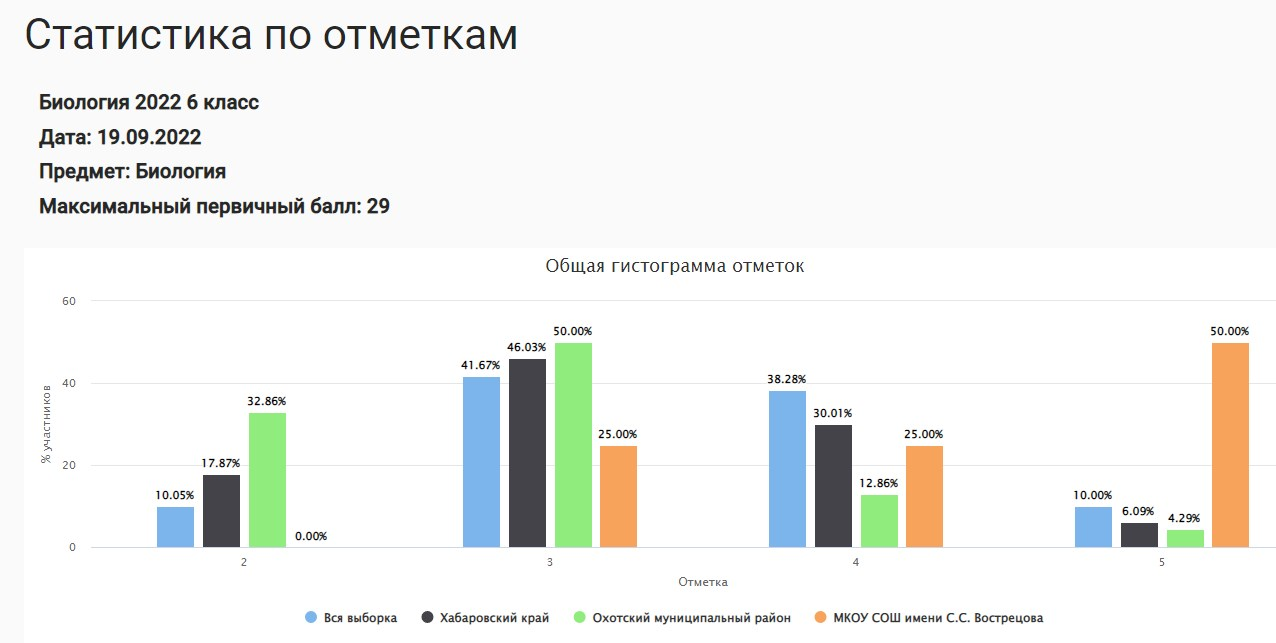 Статистика по отметкам
Биология 2022 6 класс
Дата: 19.09.2022
Предмет: Биология
Максимальный первичный балл: 29
Общая гистограмма отметок
% участников
60
40
20
0
10.05%
17.87%
32.86%
0.00%
41.67%
46.03%
50.00%
25.00%
38.28%
30.01%
12.86%
25.00%
10.00%
6.09%
4.29%
50.00%
2
3
4
5
Отметка
Вся выборка
Хабаровский край
Охотский муниципальный район
МКОУ СОШ имени С.С. Вострецова